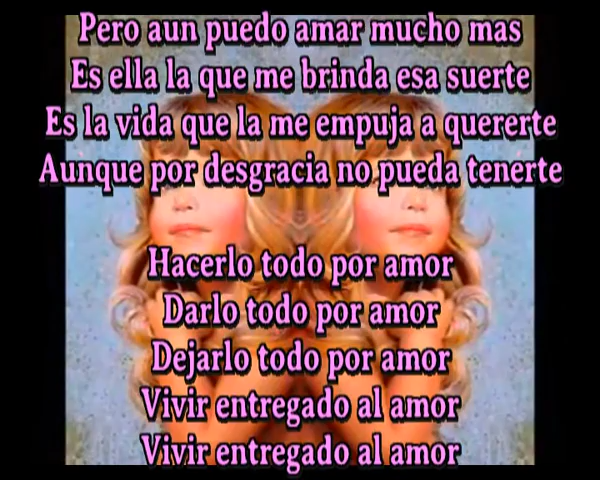 Pero aun puedo amar mucho mas
Es ella la que me brinda esa suerte
Es la vida que la me empuja a quererte
Aunque por desgracia no pueda tenerte
Hacerlo todo por amor
Darlo todo por amor
Dejarlo todo por amor
Vivir entregado al amor
Vivir entregado al amor